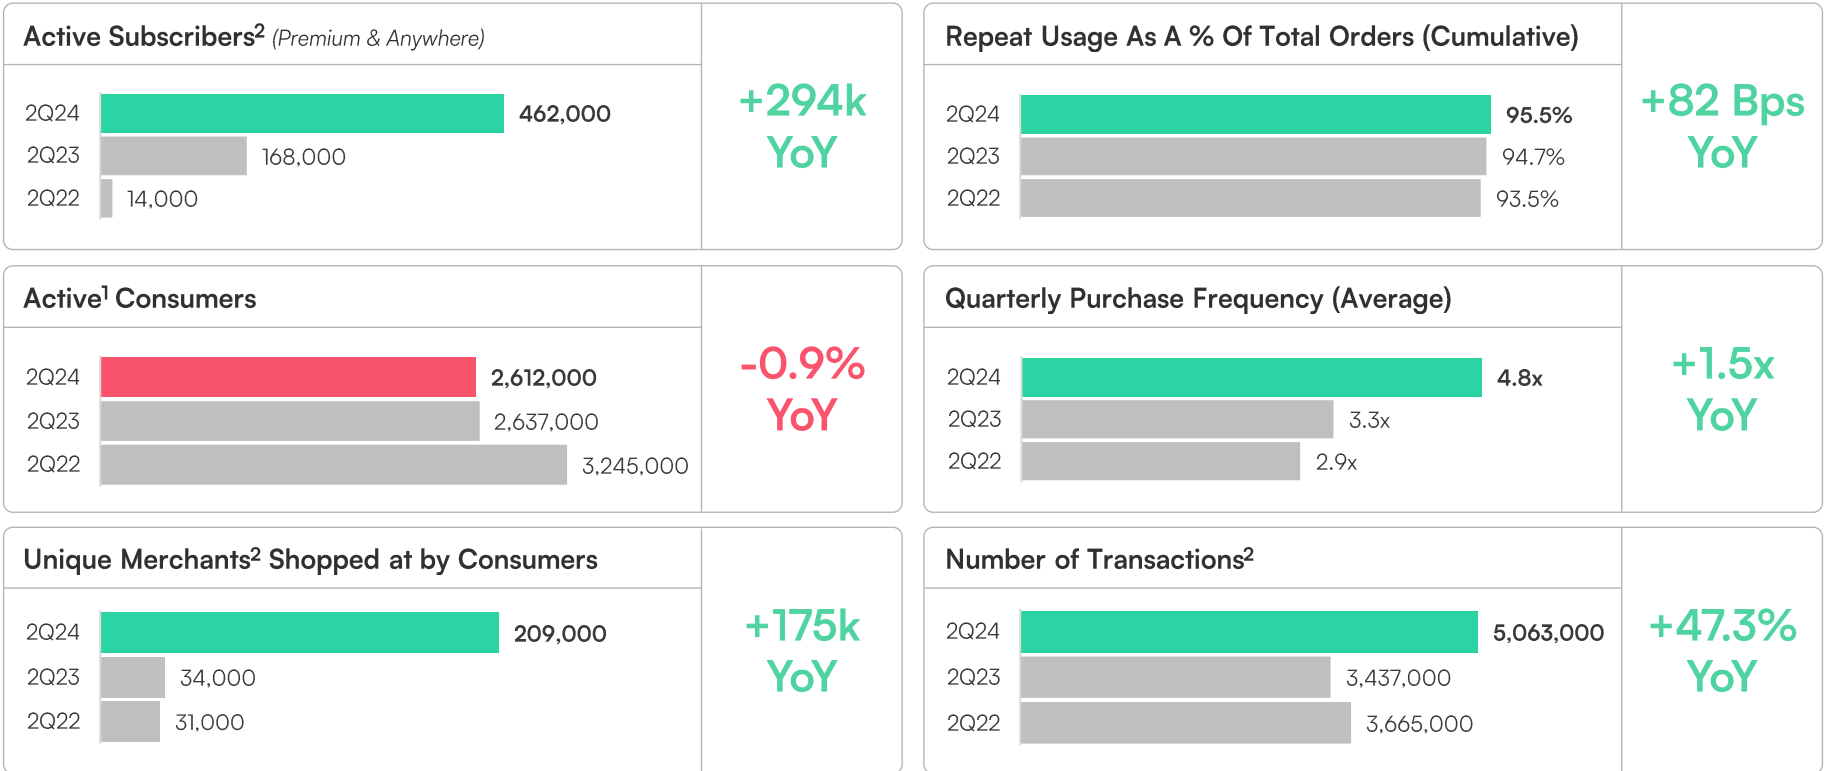 Active Subscribers² (Premium & Anywhere)
2Q24 462,000
2Q23 168,000
2Q22 14,000
+294k
YoY
Repeat Usage As A % Of Total Orders (Cumulative)
2Q24 95.5%
2Q23 94.7%
2Q22 93.5%
+82 Bps
YoY
Active¹ Consumers
2Q24 2,612,000
2Q23 2,637,000
2Q22 3,245,000
-0.9%
YoY
Quarterly Purchase Frequency (Average)
2Q24 4.8x
2Q23 3.3x
2Q22 2.9x
+1.5x
YoY
Unique Merchants² Shopped at by Consumers
2Q24 209,000
2Q23 34,000
2Q22 31,000
+175k
YoY
Number of Transactions²
2Q24 5,063,000
2Q23 3,437,000
2Q22 3,665,000
+47.3%
YoY